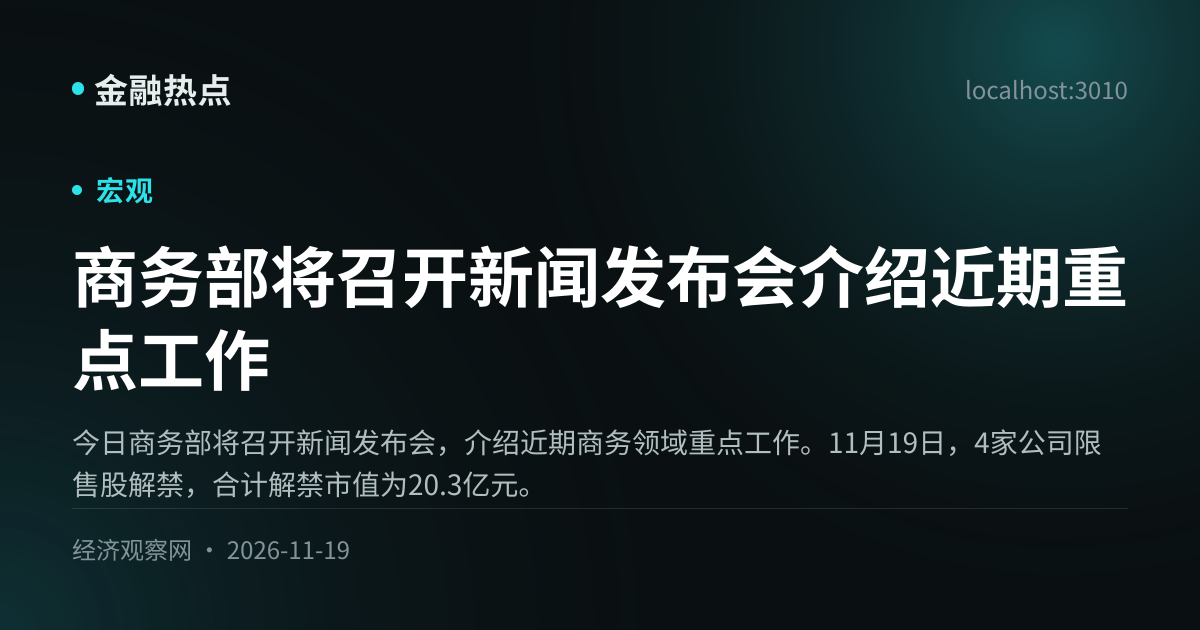 金融热点
localhost:3010
宏观
商务部将召开新闻发布会介绍近期重
点工作
今日商务部将召开新闻发布会，介绍近期商务领域重点工作。11月19日，4家公司限
售股解禁，合计解禁市值为20.3亿元。
经济观察网 · 2026-11-19